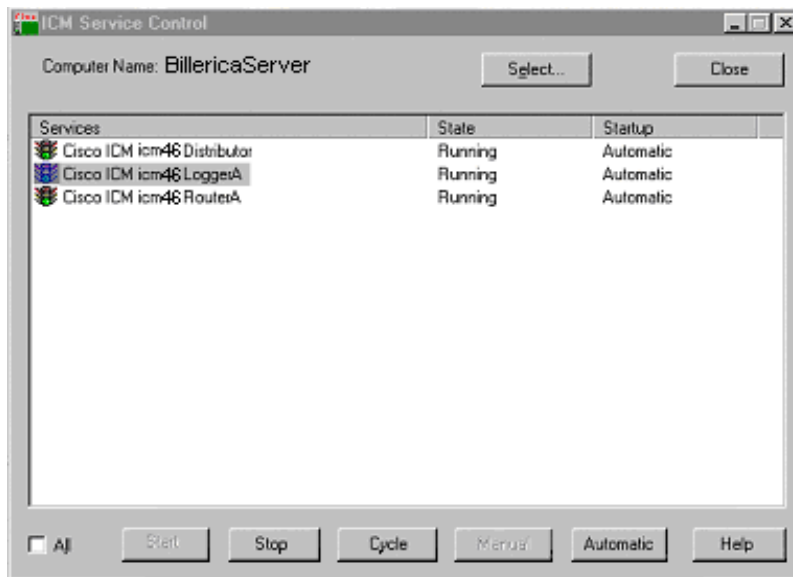 ICM Service Control
Computer Name: BillericaServer
Select...
Close
Services State Startup
Cisco ICM icm46 Distributor Running Automatic
Cisco ICM icm46 LoggerA Running Automatic
Cisco ICM icm46 RouterA Running Automatic
All
Start
Stop
Cycle
Manual
Automatic
Help